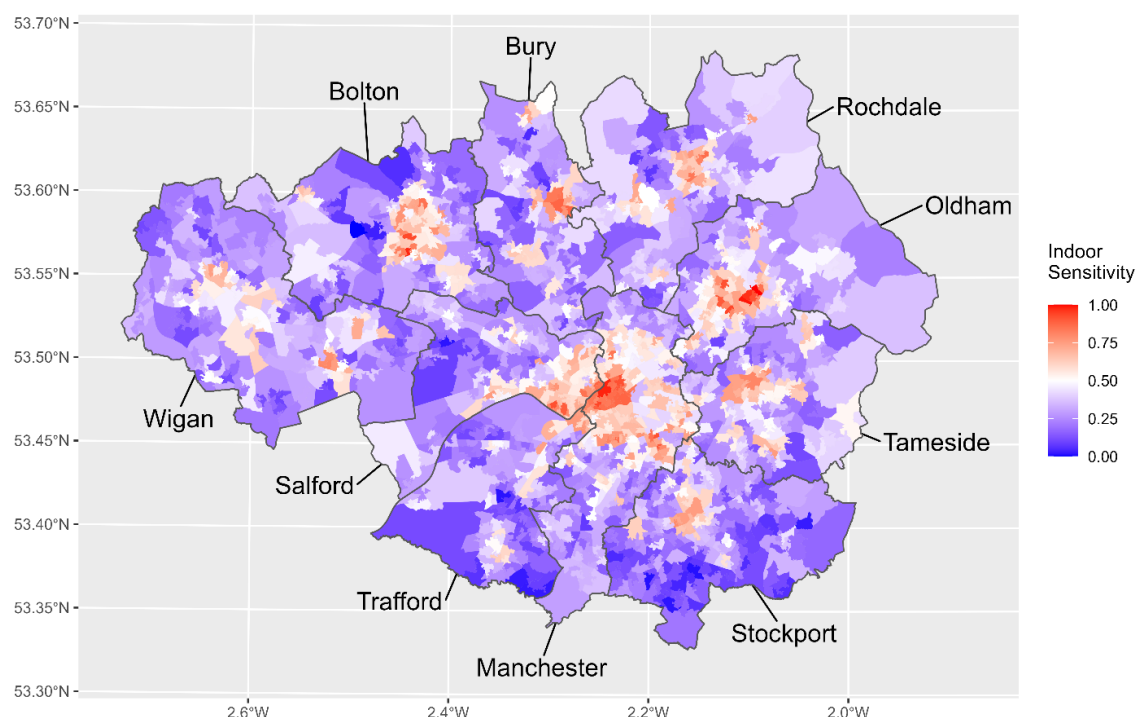 53.70°N
Bury
Bolton
53.65°N
Rochdale
53.60°N
Oldham
53.55°N
Indoor
Sensitivity
1.00
0.75
0.50
0.25
0.00
53.50°N
Wigan
53.45°N
Tameside
Salford
53.40°N
Trafford
53.35°N
Stockport
Manchester
53.30°N
2.6°W
2.4°W
2.2°W
2.0°W